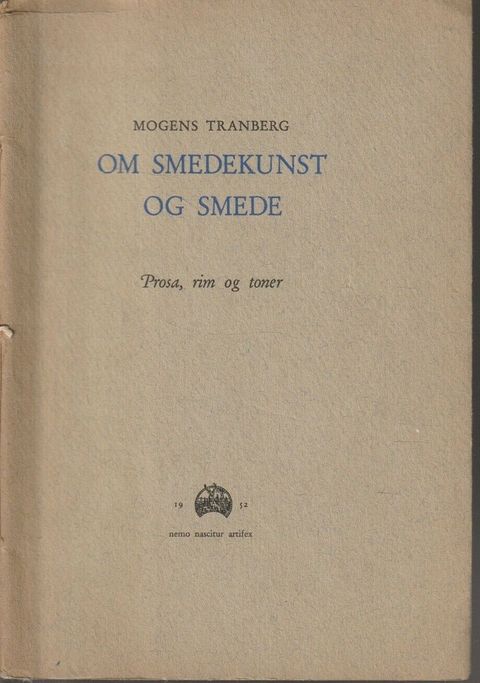 MOGENS TRANBERG
OM SMEDEKUNST
OG SMEDE
Prosa, rim og toner
19 52
nemo nascitur artifex